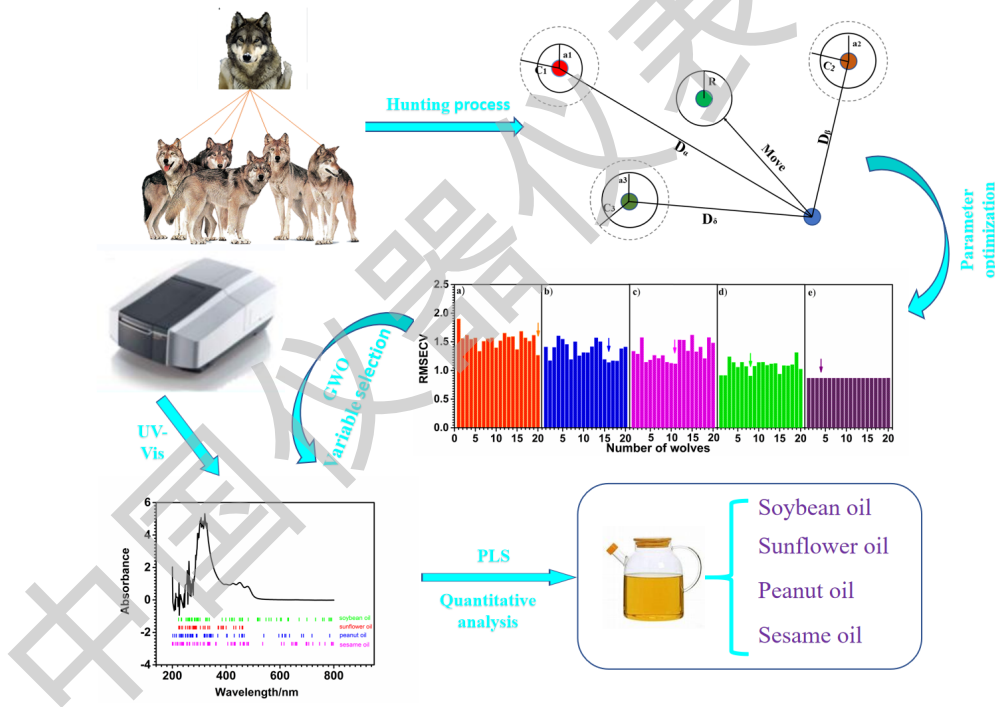 Hunting process
a1
C1
R
a2
C2
Dα
Move
Dβ
a3
C3
Dδ
Parameter
optimization
GWO
Variable selection
UV-
Vis
RMSECV
2.5
2.0
1.5
1.0
0.5
0.0
a)
b)
c)
d)
e)
0 5 10 15 20 5 10 15 20 5 10 15 20 5 10 15 20 5 10 15 20
Number of wolves
Absorbance
6
4
2
0
-2
-4
soybean oil
sunflower oil
peanut oil
sesame oil
200 400 600 800
Wavelength/nm
PLS
Quantitative
analysis
Soybean oil
Sunflower oil
Peanut oil
Sesame oil
中国仪器仪表